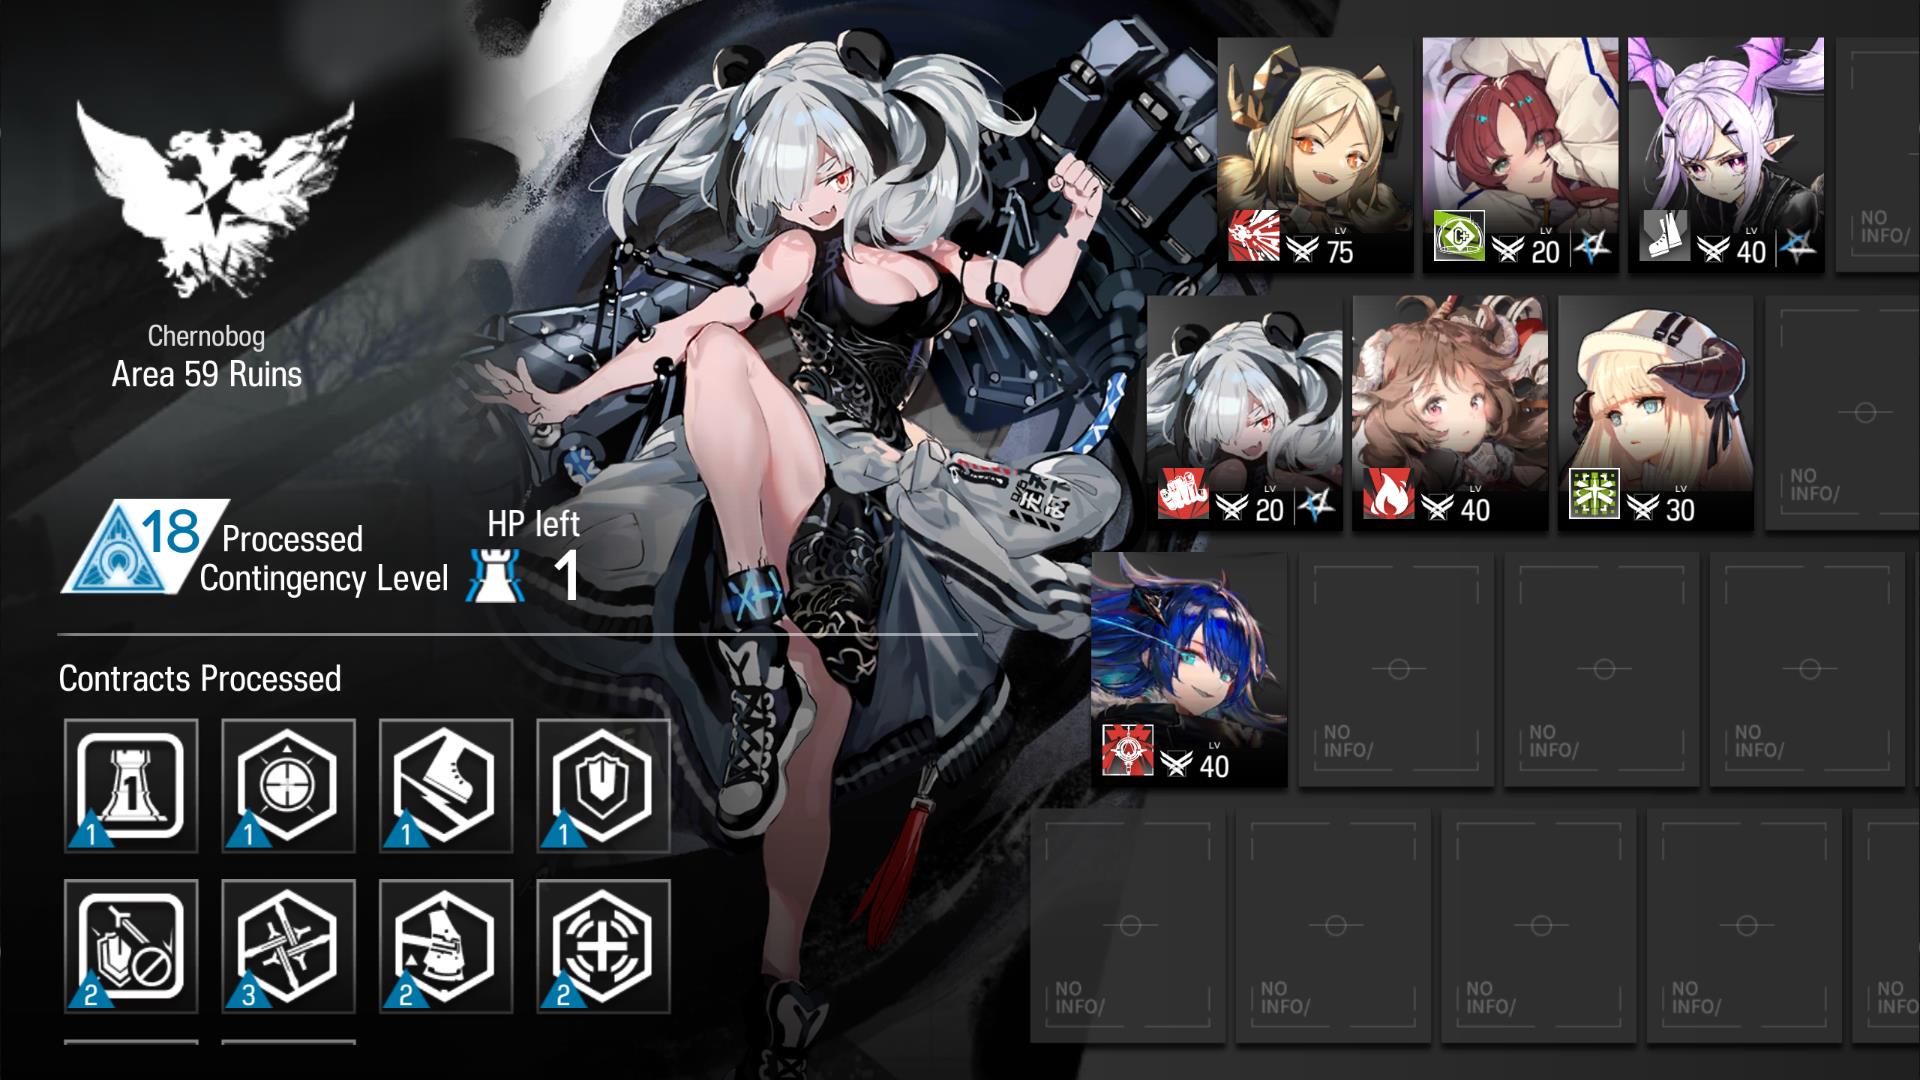 Chernobog
Area 59 Ruins
18
Processed
Contingency Level
HP left
1
Contracts Processed
1
1
1
1
1
2
3
2
2
LV
75
C+
LV
20
LV
40
NO
INFO/
LV
20
LV
40
LV
30
NO
INFO/
LV
40
NO
INFO/
NO
INFO/
NO
INFO/
NO
INFO/
NO
INFO/
NO
INFO/
NO
INFO/
NO
INFO